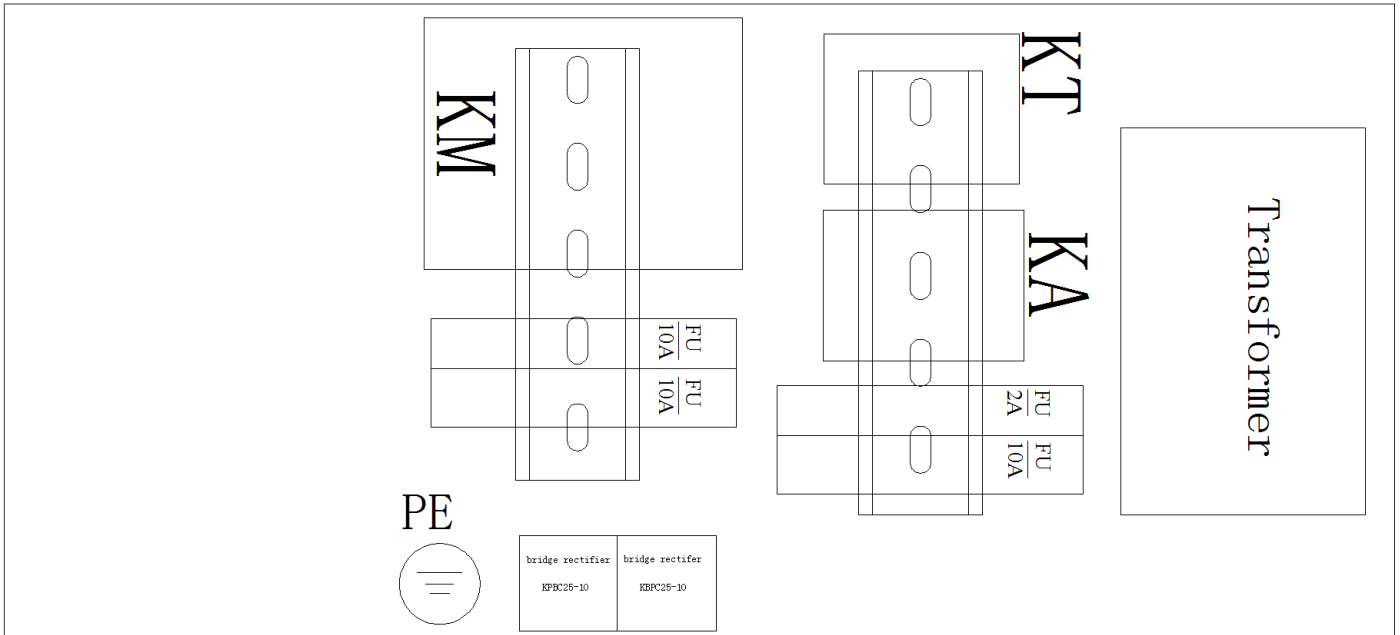 KM
KT
KA
Transformer
FU
10A
FU
10A
FU
2A
FU
10A
PE
bridge rectifier
KPBC25-10
bridge rectifer
KBPC25-10